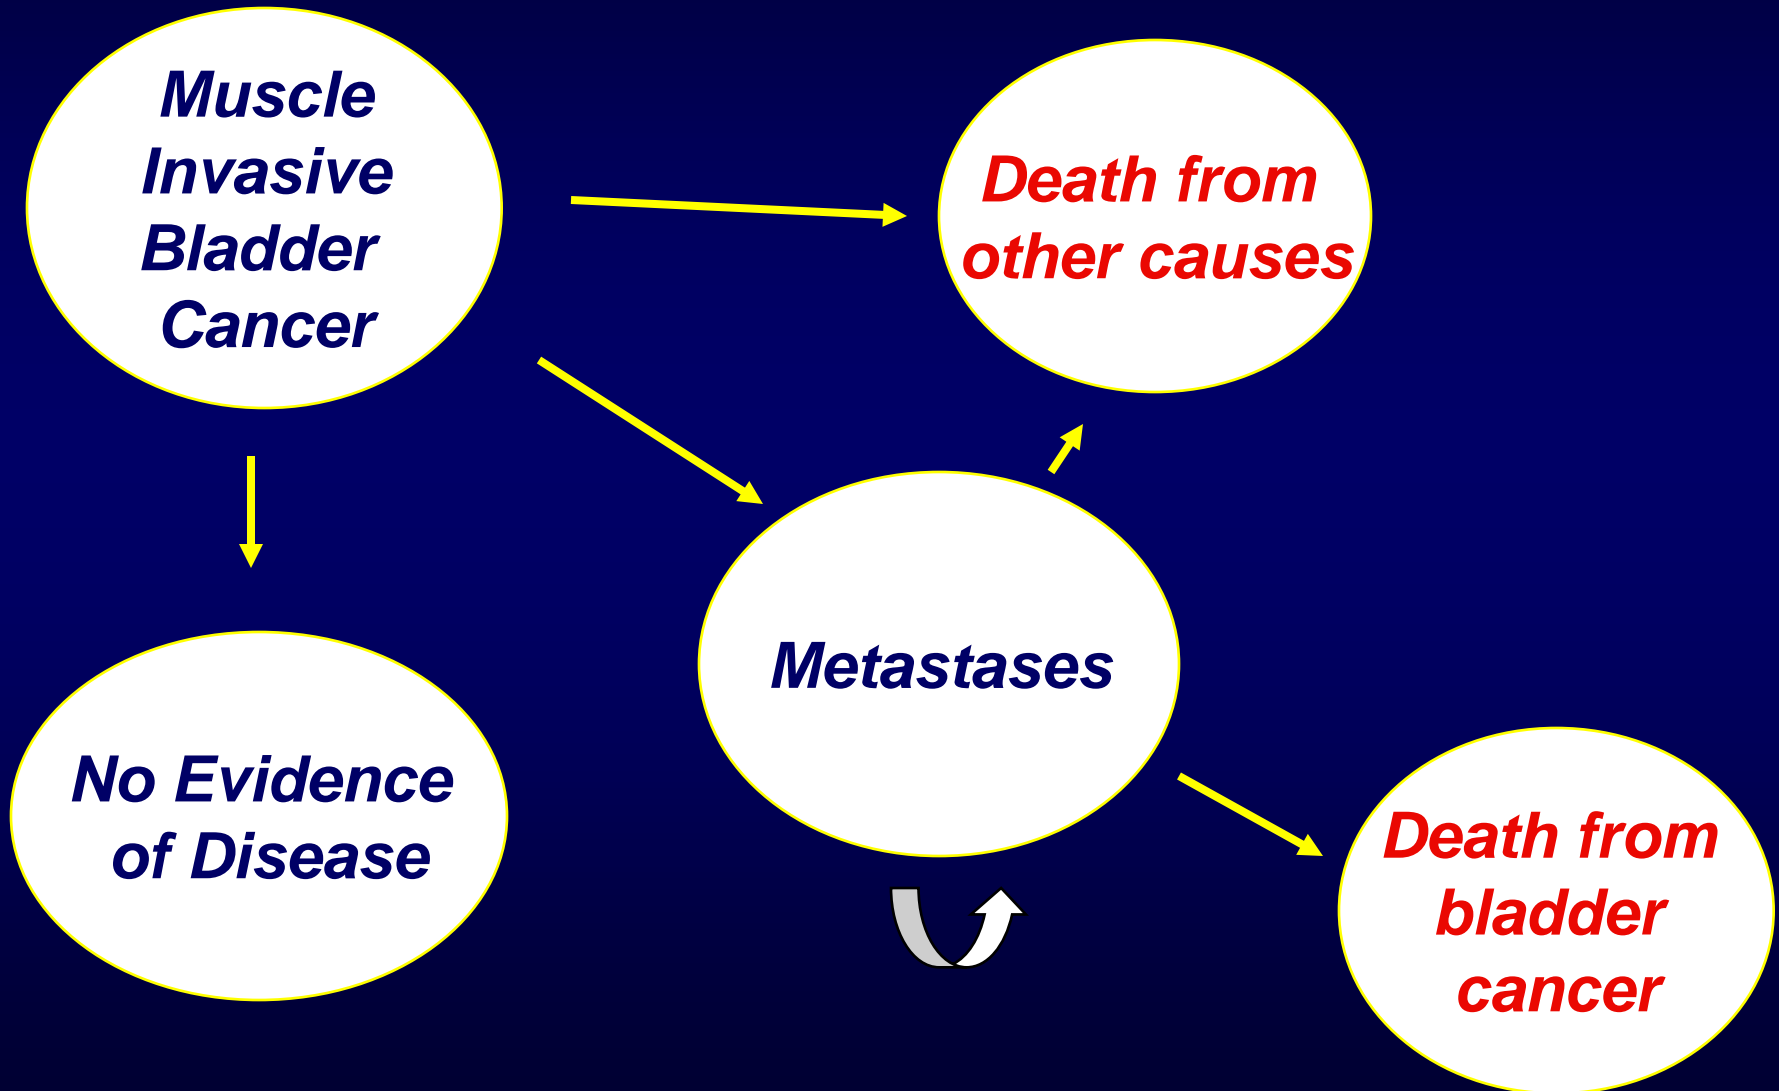 Muscle
Invasive
Bladder
Cancer
Death from
other causes
Metastases
No Evidence
of Disease
Death from
bladder
cancer